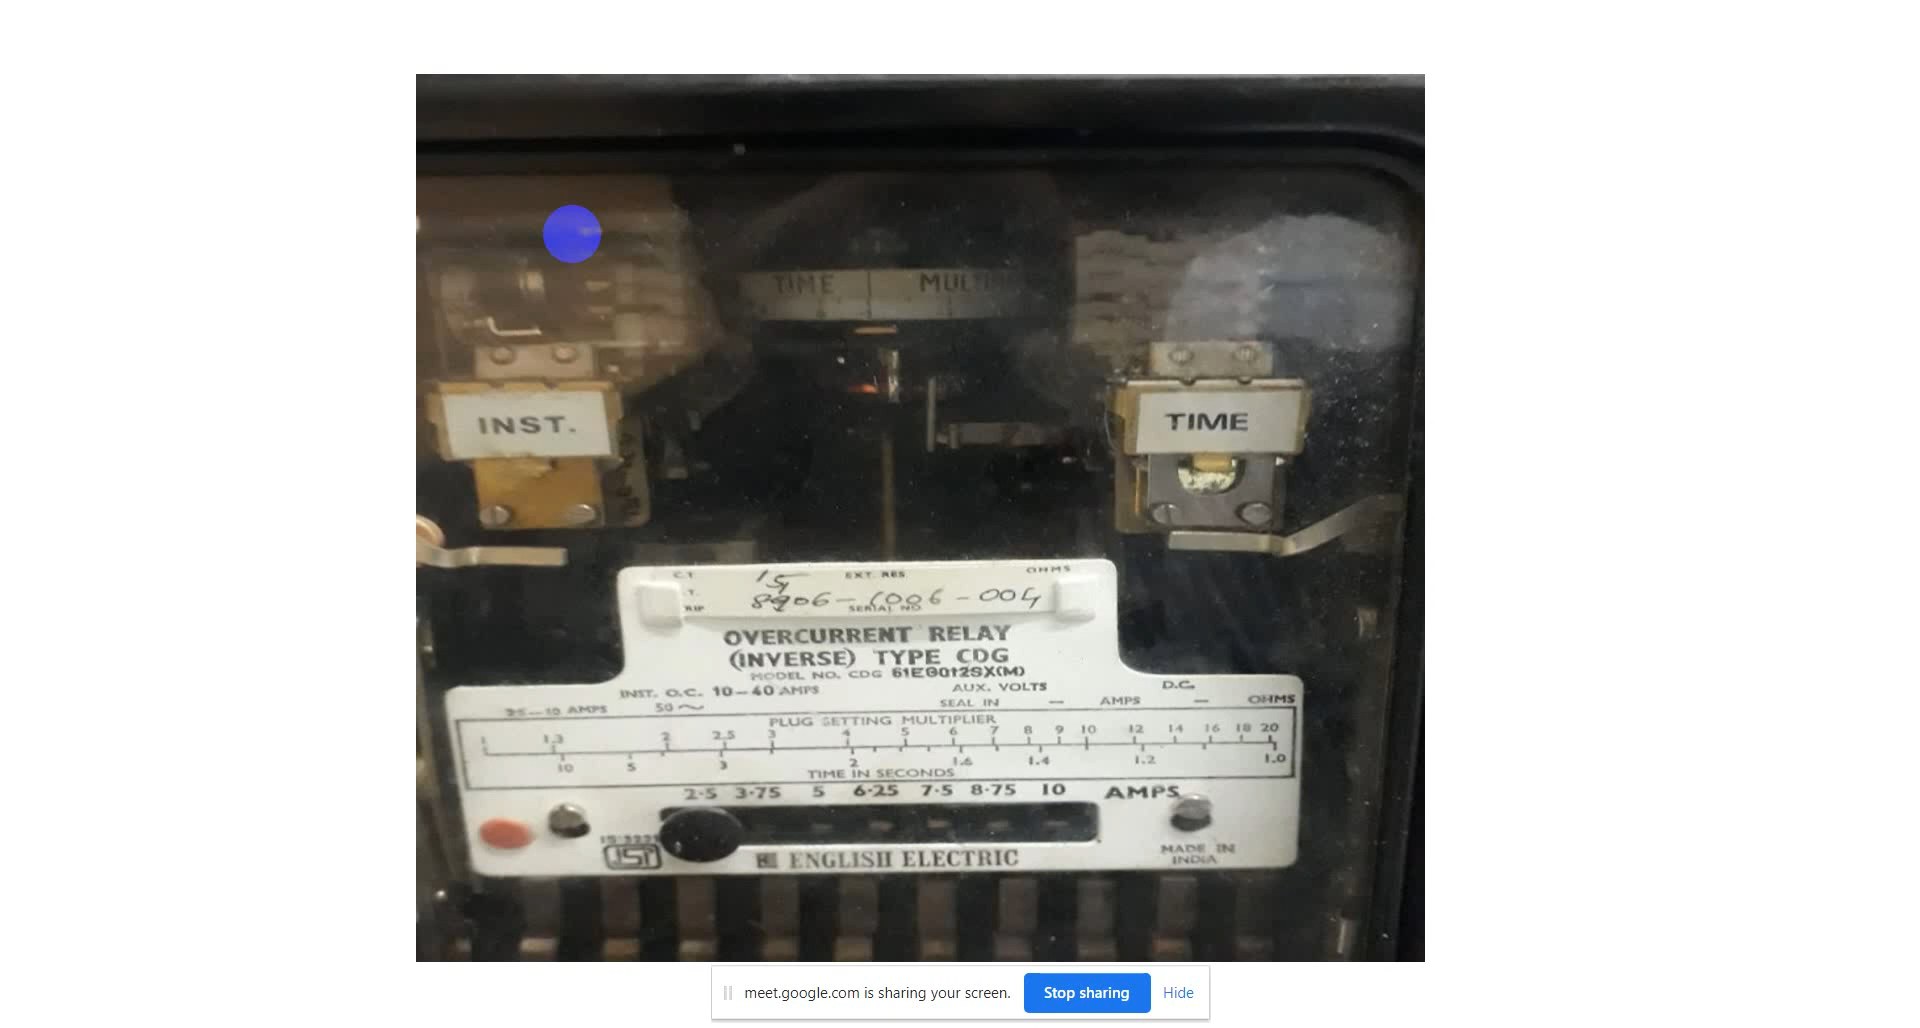 TIME MULTI
INST.
TIME
C.T. 15 EXT. RES. OHMS
SERIAL NO.
OVERCURRENT RELAY
(INVERSE) TYPE CDG
MODEL NO. CDG 61EG012SX(M)
INST. O.C. 10-40 AMPS AUX. VOLTS D.C.
2.5-10 AMPS 50~ SEAL IN — AMPS — OHMS
PLUG SETTING MULTIPLIER
1 1.3 2 2.5 3 4 5 6 7 8 9 10 12 14 16 18 20
10 5 3 2 1.6 1.4 1.2 1.0
TIME IN SECONDS
2·5 3·75 5 6·25 7·5 8·75 10 AMPS
ISI
ENGLISH ELECTRIC
MADE IN
INDIA
meet.google.com is sharing your screen. Stop sharing Hide